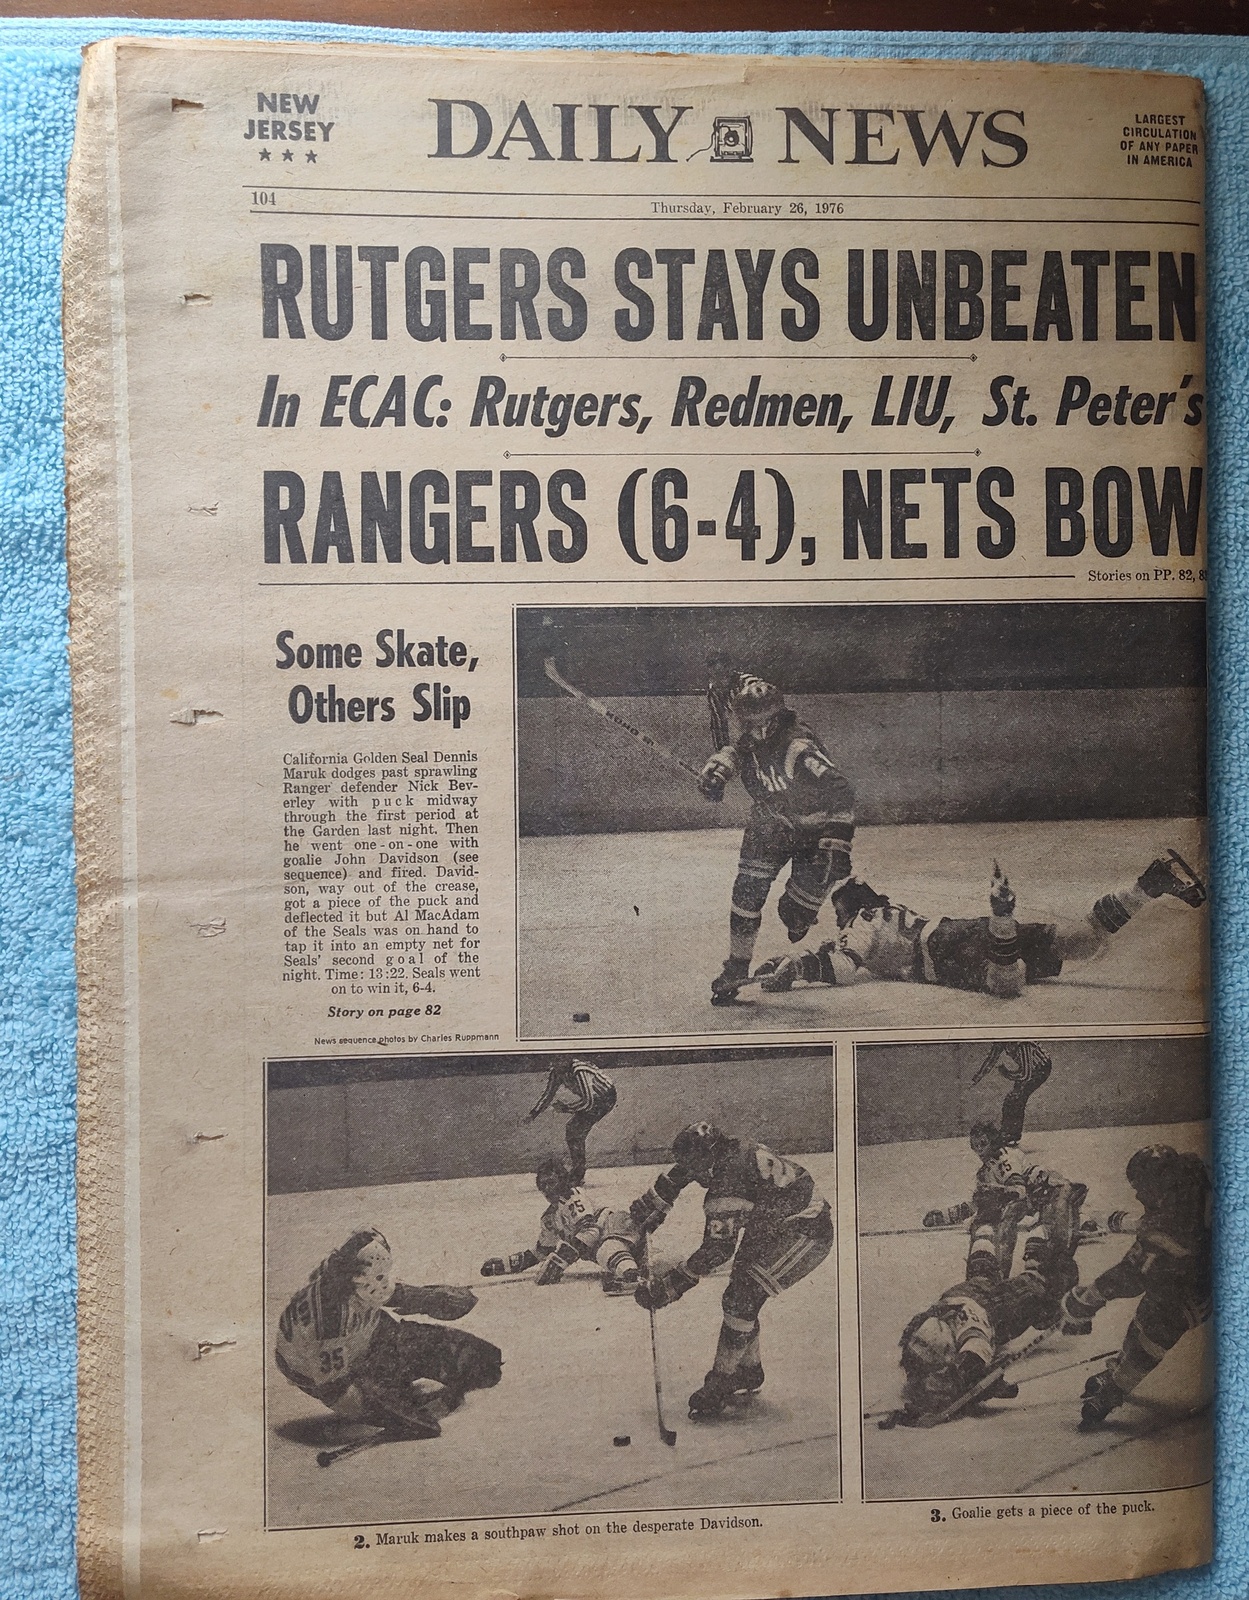 NEW
JERSEY
★ ★ ★
DAILY NEWS
LARGEST
CIRCULATION
OF ANY PAPER
IN AMERICA
104
Thursday, February 26, 1976
RUTGERS STAYS UNBEATEN
In ECAC: Rutgers, Redmen, LIU, St. Peter's
RANGERS (6-4), NETS BOW
Stories on PP. 82,
Some Skate,
Others Slip
California Golden Seal Dennis
Maruk dodges past sprawling
Ranger defender Nick Bev-
erley with puck midway
through the first period at
the Garden last night. Then
he went one-on-one with
goalie John Davidson (see
sequence) and fired. David-
son, way out of the crease,
got a piece of the puck and
deflected it but Al MacAdam
of the Seals was on hand to
tap it into an empty net for
Seals' second goal of the
night. Time: 13:22. Seals went
on to win it, 6-4.
Story on page 82
News sequence photos by Charles Ruppmann
25
21
35
25
2. Maruk makes a southpaw shot on the desperate Davidson.
3. Goalie gets a piece of the puck.